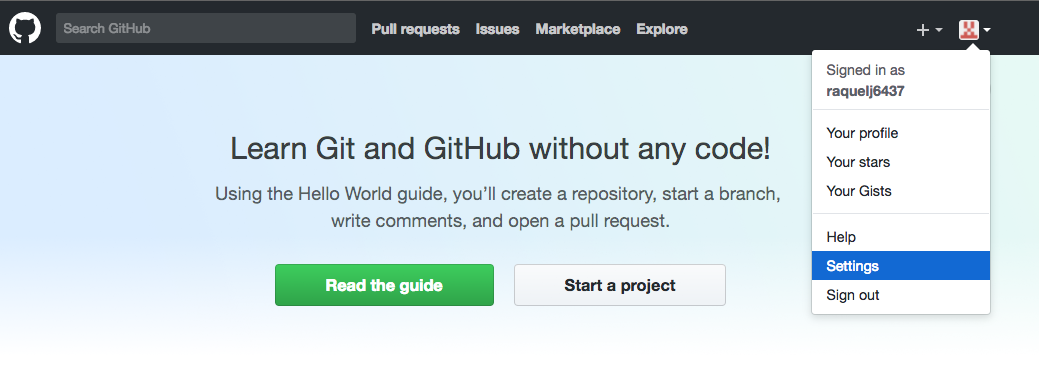 Search GitHub Pull requests Issues Marketplace Explore
Signed in as
raquelj6437
Your profile
Your stars
Your Gists
Help
Settings
Sign out
Learn Git and GitHub without any code!
Using the Hello World guide, you’ll create a repository, start a branch,
write comments, and open a pull request.
Read the guide Start a project